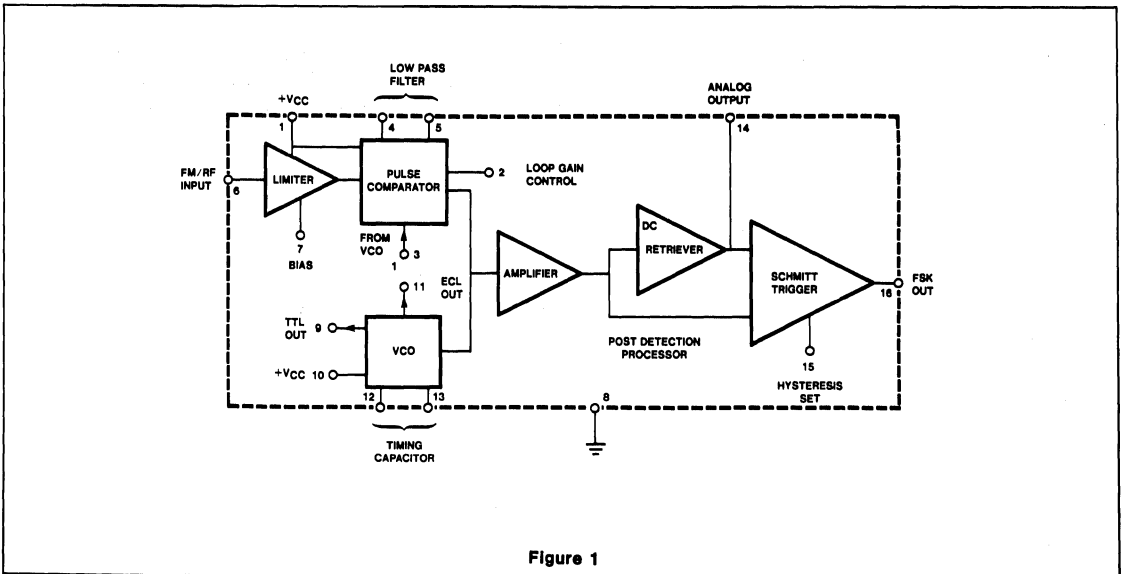 LOW PASS
FILTER
+VCC
1
4
5
ANALOG
OUTPUT
14
FM/RF
INPUT
6
LIMITER
PULSE
COMPARATOR
2
LOOP GAIN
CONTROL
7
BIAS
FROM
VCO
3
1
11
ECL
OUT
AMPLIFIER
DC
RETRIEVER
SCHMITT
TRIGGER
16
FSK
OUT
TTL
OUT
9
VCO
+VCC 10
12
13
TIMING
CAPACITOR
POST DETECTION
PROCESSOR
15
HYSTERESIS
SET
8
Figure 1